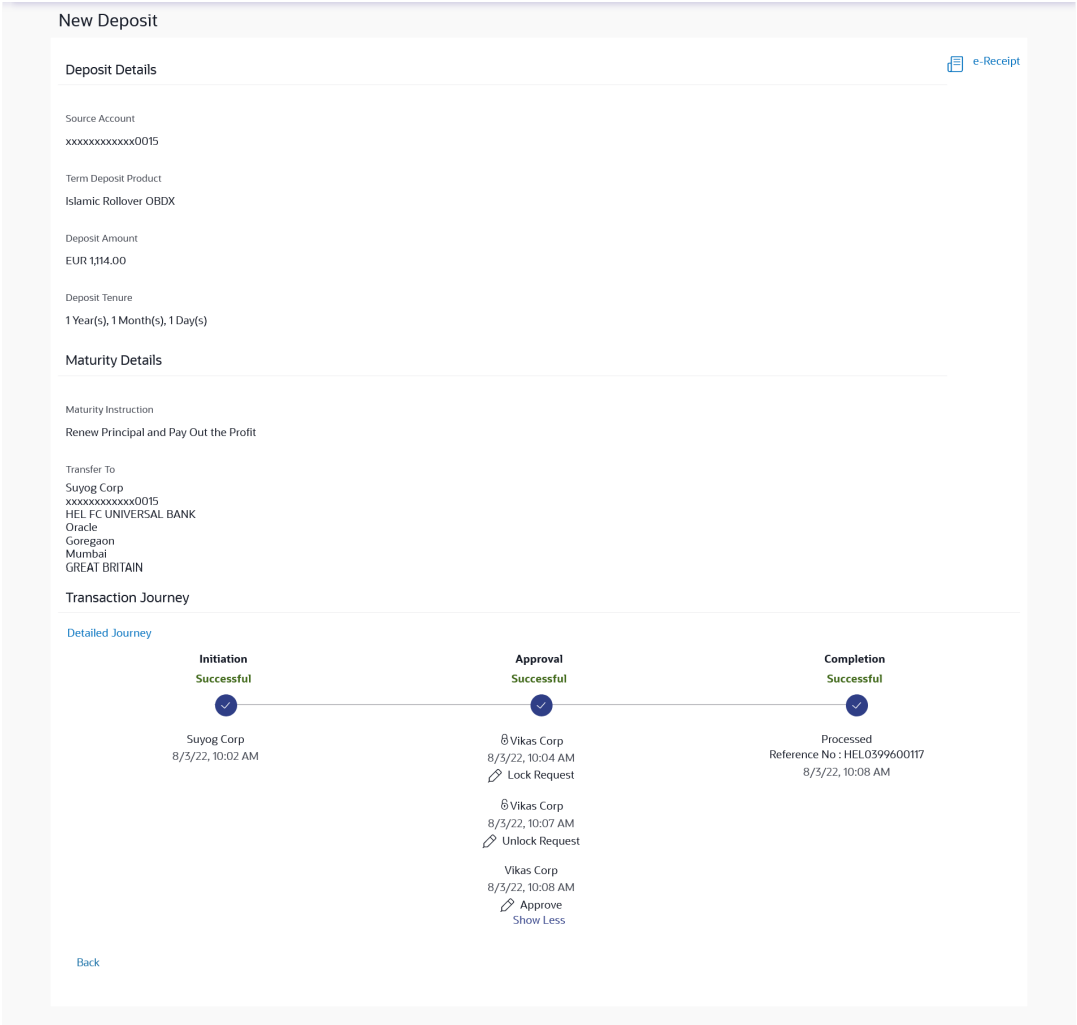 New Deposit
Deposit Details
e-Receipt
Source Account
xxxxxxxxxxxx0015
Term Deposit Product
Islamic Rollover OBDX
Deposit Amount
EUR 1,114.00
Deposit Tenure
1 Year(s), 1 Month(s), 1 Day(s)
Maturity Details
Maturity Instruction
Renew Principal and Pay Out the Profit
Transfer To
Suyog Corp
xxxxxxxxxxxx0015
HEL FC UNIVERSAL BANK
Oracle
Goregaon
Mumbai
GREAT BRITAIN
Transaction Journey
Detailed Journey
Initiation
Successful
Suyog Corp
8/3/22, 10:02 AM
Approval
Successful
Vikas Corp
8/3/22, 10:04 AM
Lock Request
Vikas Corp
8/3/22, 10:07 AM
Unlock Request
Vikas Corp
8/3/22, 10:08 AM
Approve
Show Less
Completion
Successful
Processed
Reference No : HEL0399600117
8/3/22, 10:08 AM
Back